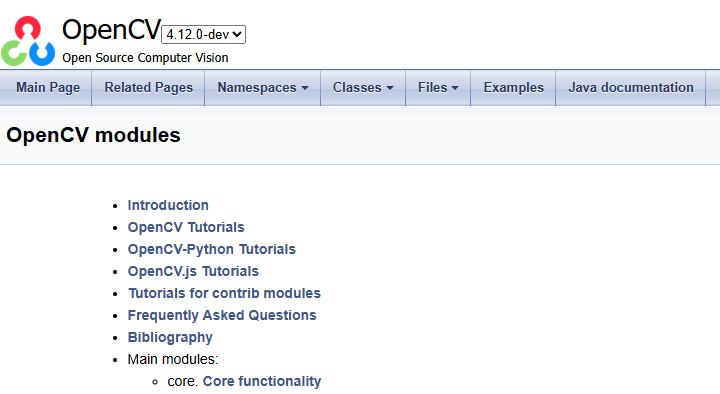 OpenCV 4.12.0-dev
Open Source Computer Vision
Main Page Related Pages Namespaces Classes Files Examples Java documentation
OpenCV modules
Introduction
OpenCV Tutorials
OpenCV-Python Tutorials
OpenCV.js Tutorials
Tutorials for contrib modules
Frequently Asked Questions
Bibliography
Main modules:
core. Core functionality